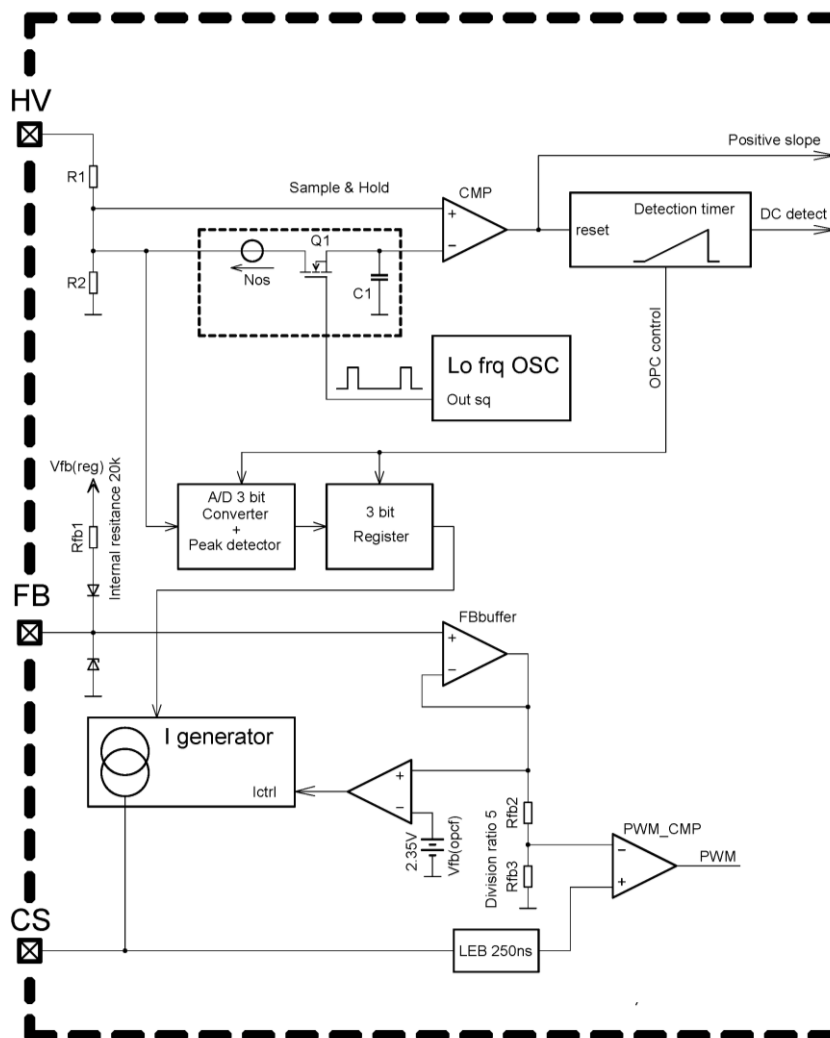 HV
R1
R2
Sample & Hold
Q1
Nos
C1
CMP
+
−
Positive slope
Detection timer
reset
DC detect
OPC control
Lo frq OSC
Out sq
Vfb(reg)
Rfb1
Internal resitance 20k
A/D 3 bit
Converter
+
Peak detector
3 bit
Register
FB
FBbuffer
+
−
I generator
Ictrl
+
−
2.35V
Vfb(opcf)
Division ratio 5
Rfb2
Rfb3
PWM_CMP
−
+
PWM
CS
LEB 250ns